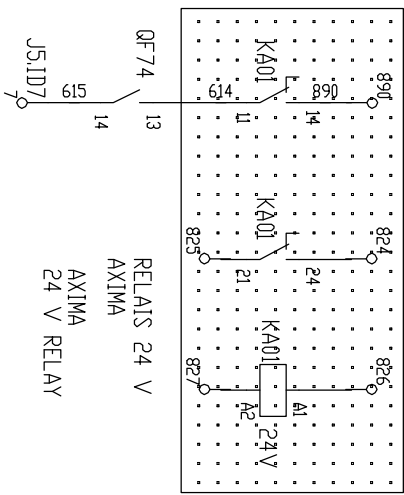 890 824 826
890 14 24 A1
KA01 KA01 KA01 24V
614 11 21 A2
825 827
QF74 13
RELAIS 24 V
AXIMA
615 14
AXIMA
24 V RELAY
J5.ID7
7